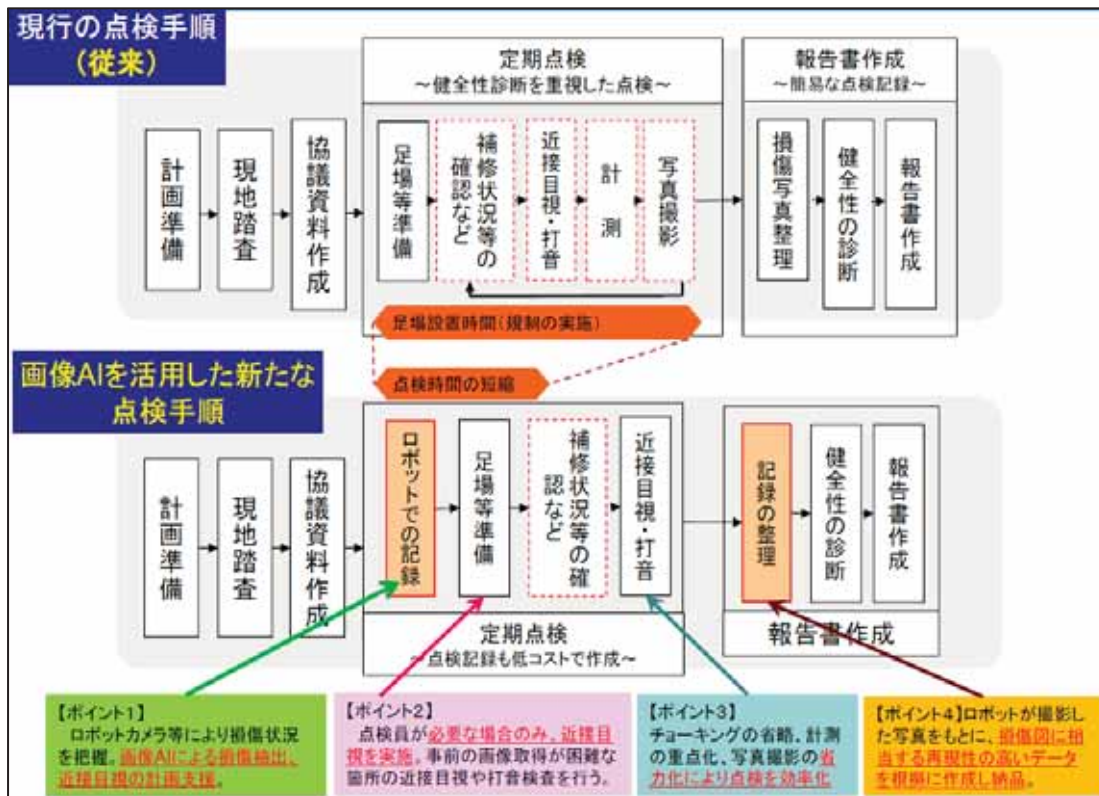 現行の点検手順
(従来)
定期点検
～健全性診断を重視した点検～
報告書作成
～簡易な点検記録～
計画準備
現地踏査
協議資料作成
足場等準備
補修状況等の
確認など
近接目視・打音
計測
写真撮影
損傷写真整理
健全性の診断
報告書作成
足場設置時間(規制の実施)
画像AIを活用した新たな
点検手順
点検時間の短縮
計画準備
現地踏査
協議資料作成
ロボットでの記録
足場等準備
補修状況等の確
認など
近接目視・打音
記録の整理
健全性の診断
報告書作成
定期点検
～点検記録も低コストで作成～
報告書作成
【ポイント1】
ロボットカメラ等により損傷状況
を把握。画像AIによる損傷抽出、
近接目視の計画支援。
【ポイント2】
点検員が必要な場合のみ、近接目
視を実施。事前の画像取得が困難な
箇所の近接目視や打音検査を行う。
【ポイント3】
チョーキングの省略、計測
の重点化、写真撮影の省
力化により点検を効率化
【ポイント4】ロボットが撮影し
た写真をもとに、損傷図に相
当する再現性の高いデータ
を根拠に作成し納品。